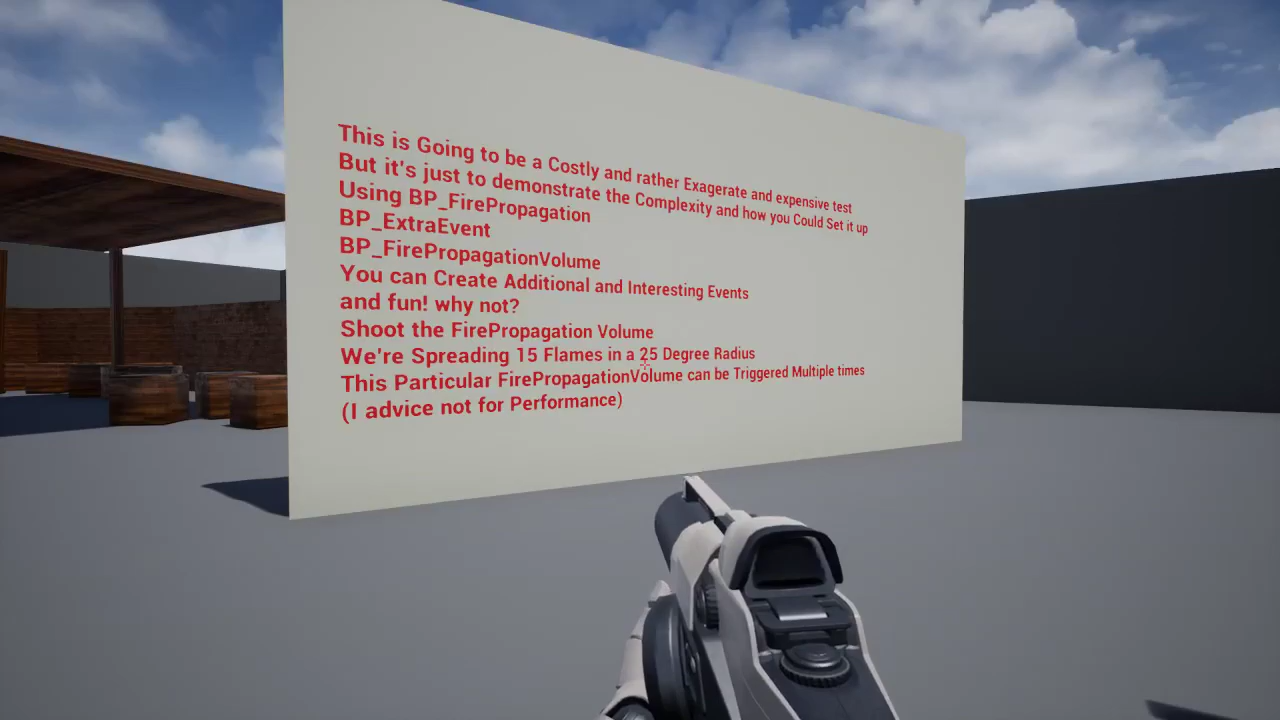 This is Going to be a Costly and rather Exagerate and expensive test
But it's just to demonstrate the Complexity and how you Could Set it up
Using BP_FirePropagation
BP_ExtraEvent
BP_FirePropagationVolume
You can Create Additional and Interesting Events
and fun! why not?
Shoot the FirePropagation Volume
We're Spreading 15 Flames in a 25 Degree Radius
This Particular FirePropagationVolume can be Triggered Multiple times
(I advice not for Performance)